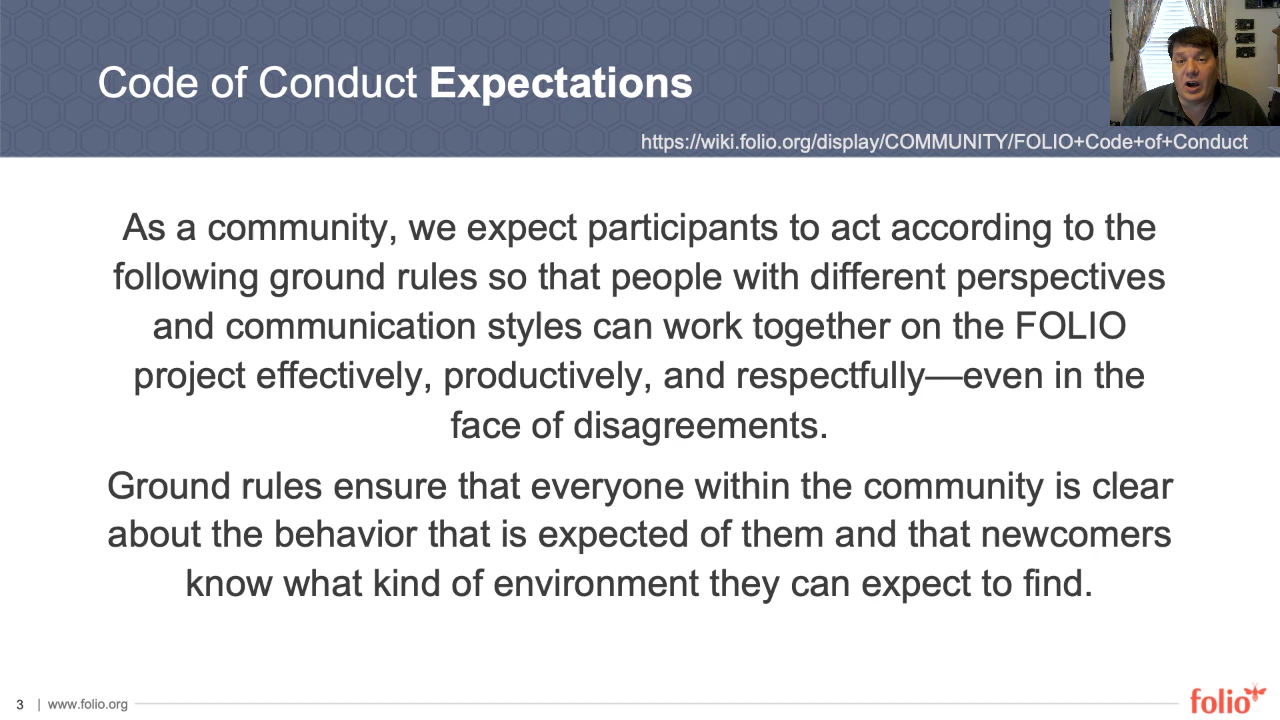 Code of Conduct Expectations
https://wiki.folio.org/display/COMMUNITY/FOLIO+Code+of+Conduct
As a community, we expect participants to act according to the
following ground rules so that people with different perspectives
and communication styles can work together on the FOLIO
project effectively, productively, and respectfully—even in the
face of disagreements.
Ground rules ensure that everyone within the community is clear
about the behavior that is expected of them and that newcomers
know what kind of environment they can expect to find.
3 | www.folio.org
folio